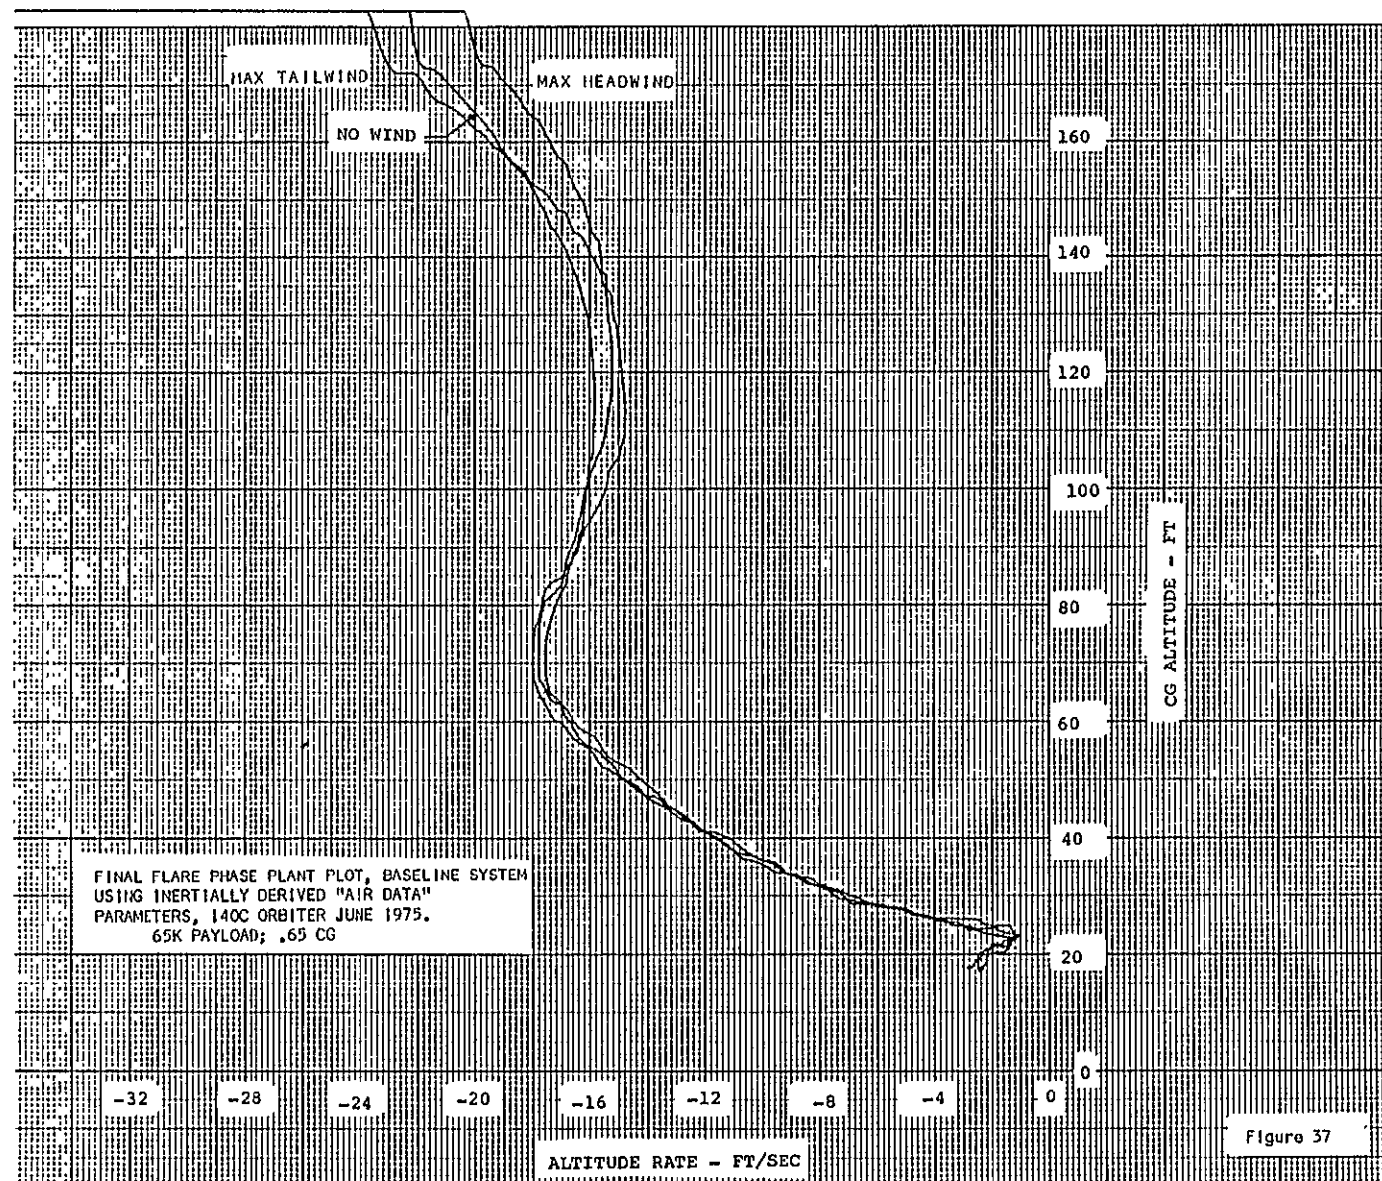 MAX TAILWIND
MAX HEADWIND
NO WIND
160
140
120
100
80
60
40
20
0
CG ALTITUDE - FT
FINAL FLARE PHASE PLANT PLOT, BASELINE SYSTEM
USING INERTIALLY DERIVED "AIR DATA"
PARAMETERS, 140C ORBITER JUNE 1975.
65K PAYLOAD; .65 CG
-32 -28 -24 -20 -16 -12 -8 -4 0
ALTITUDE RATE - FT/SEC
Figure 37